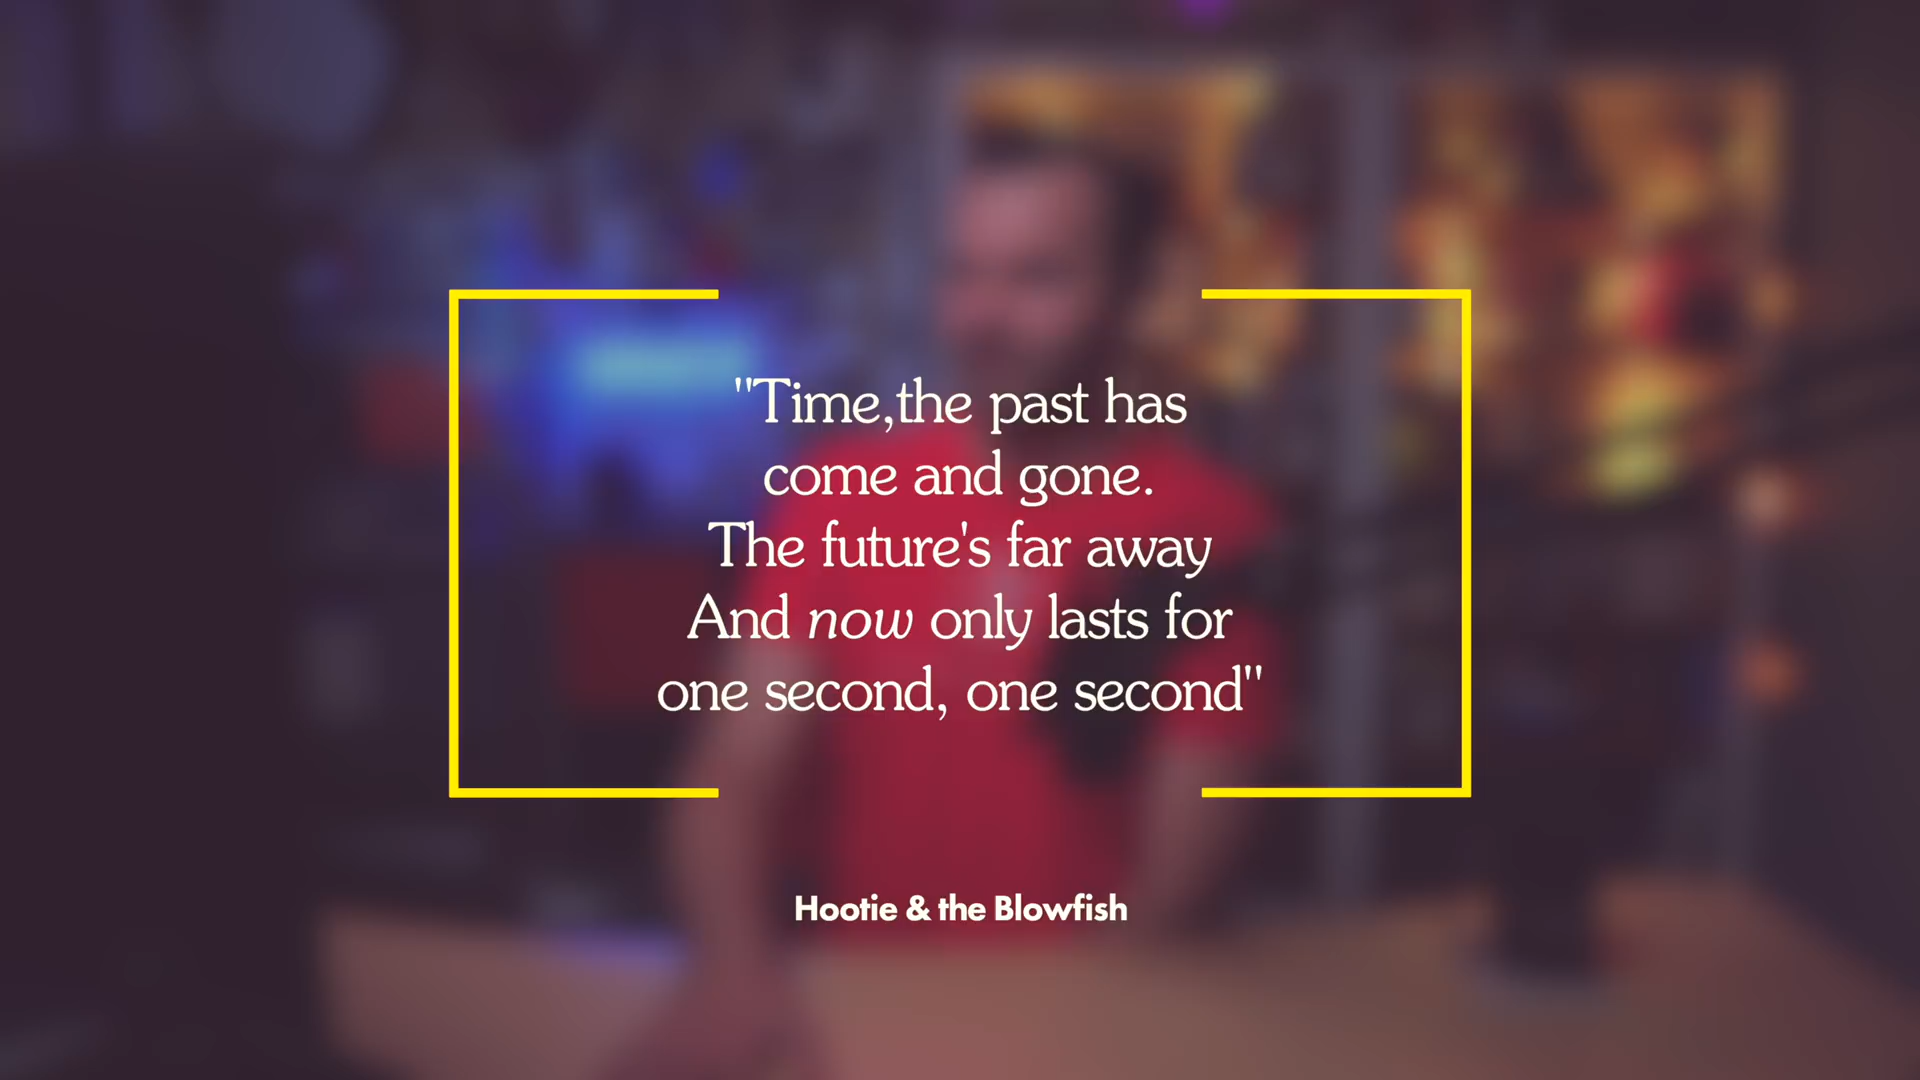 "Time,the past has
come and gone.
The future's far away
And now only lasts for
one second, one second"
Hootie & the Blowfish